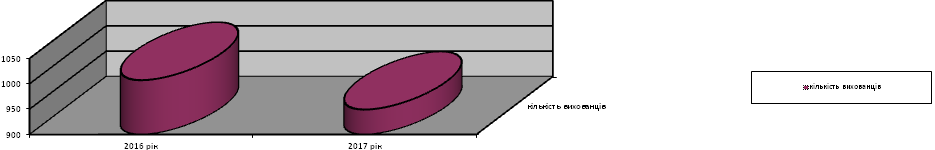 1050
1000
950
900
2016 рік
2017 рік
кількість вихованців
кількість вихованців